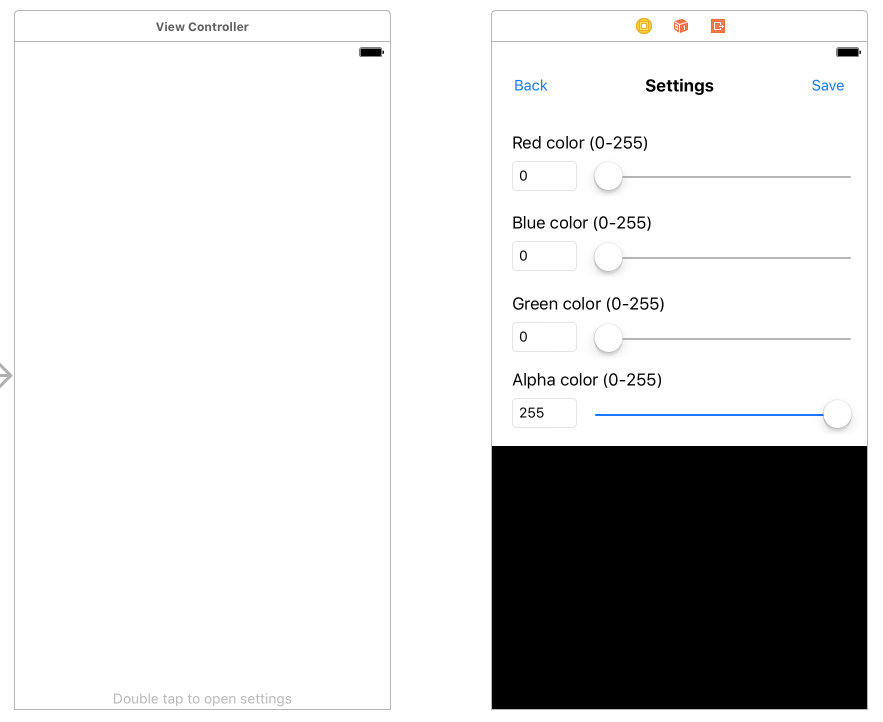 View Controller
Double tap to open settings
Back Settings Save
Red color (0-255)
0
Blue color (0-255)
0
Green color (0-255)
0
Alpha color (0-255)
255